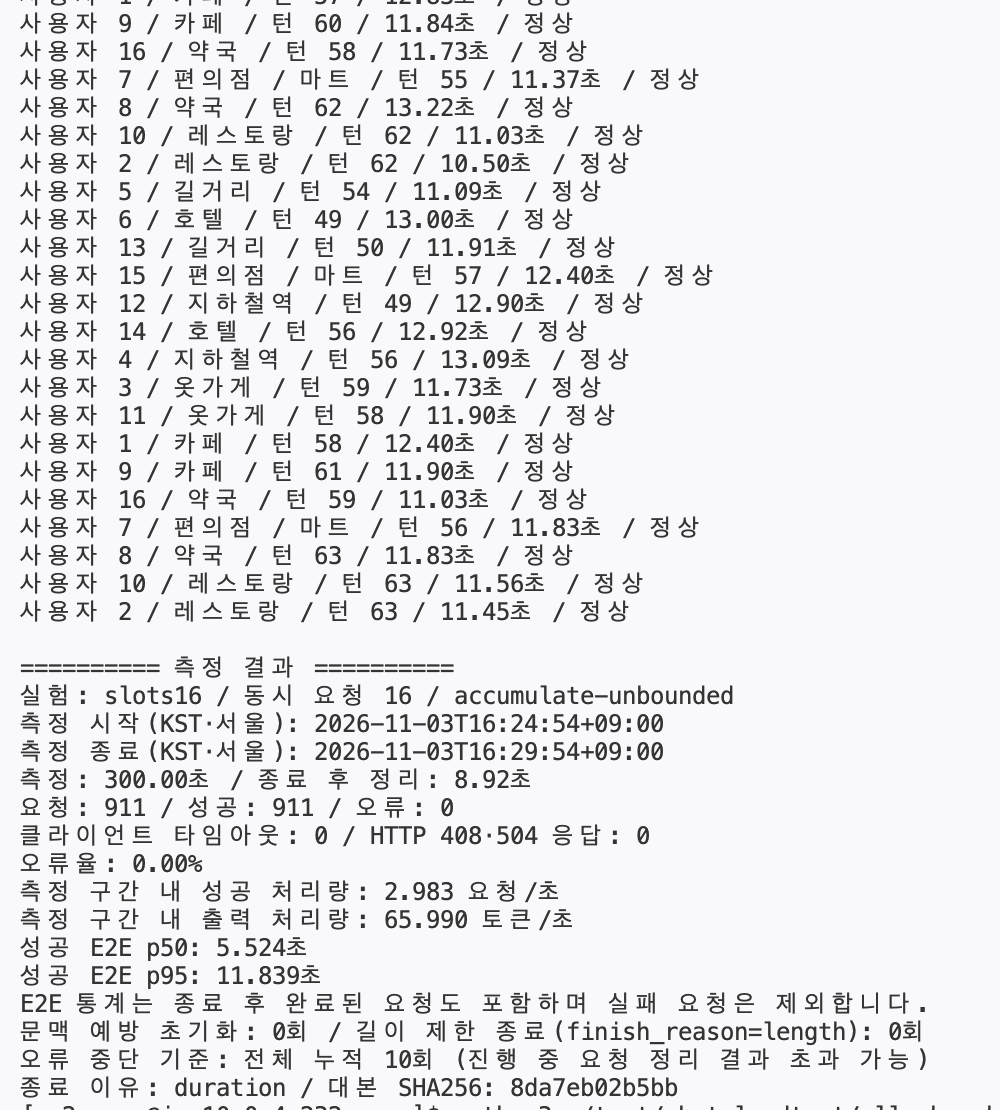 사용자 9 / 카페 / 턴 60 / 11.84초 / 정상
사용자 16 / 약국 / 턴 58 / 11.73초 / 정상
사용자 7 / 편의점 / 마트 / 턴 55 / 11.37초 / 정상
사용자 8 / 약국 / 턴 62 / 13.22초 / 정상
사용자 10 / 레스토랑 / 턴 62 / 11.03초 / 정상
사용자 2 / 레스토랑 / 턴 62 / 10.50초 / 정상
사용자 5 / 길거리 / 턴 54 / 11.09초 / 정상
사용자 6 / 호텔 / 턴 49 / 13.00초 / 정상
사용자 13 / 길거리 / 턴 50 / 11.91초 / 정상
사용자 15 / 편의점 / 마트 / 턴 57 / 12.40초 / 정상
사용자 12 / 지하철역 / 턴 49 / 12.90초 / 정상
사용자 14 / 호텔 / 턴 56 / 12.92초 / 정상
사용자 4 / 지하철역 / 턴 56 / 13.09초 / 정상
사용자 3 / 옷가게 / 턴 59 / 11.73초 / 정상
사용자 11 / 옷가게 / 턴 58 / 11.90초 / 정상
사용자 1 / 카페 / 턴 58 / 12.40초 / 정상
사용자 9 / 카페 / 턴 61 / 11.90초 / 정상
사용자 16 / 약국 / 턴 59 / 11.03초 / 정상
사용자 7 / 편의점 / 마트 / 턴 56 / 11.83초 / 정상
사용자 8 / 약국 / 턴 63 / 11.83초 / 정상
사용자 10 / 레스토랑 / 턴 63 / 11.56초 / 정상
사용자 2 / 레스토랑 / 턴 63 / 11.45초 / 정상
========== 측정 결과 ==========
실험: slots16 / 동시 요청 16 / accumulate-unbounded
측정 시작(KST·서울): 2026-11-03T16:24:54+09:00
측정 종료(KST·서울): 2026-11-03T16:29:54+09:00
측정: 300.00초 / 종료 후 정리: 8.92초
요청: 911 / 성공: 911 / 오류: 0
클라이언트 타임아웃: 0 / HTTP 408·504 응답: 0
오류율: 0.00%
측정 구간 내 성공 처리량: 2.983 요청/초
측정 구간 내 출력 처리량: 65.990 토큰/초
성공 E2E p50: 5.524초
성공 E2E p95: 11.839초
E2E 통계는 종료 후 완료된 요청도 포함하며 실패 요청은 제외합니다.
문맥 예방 초기화: 0회 / 길이 제한 종료(finish_reason=length): 0회
오류 중단 기준: 전체 누적 10회 (진행 중 요청 정리 결과 초과 가능)
종료 이유: duration / 대본 SHA256: 8da7eb02b5bb